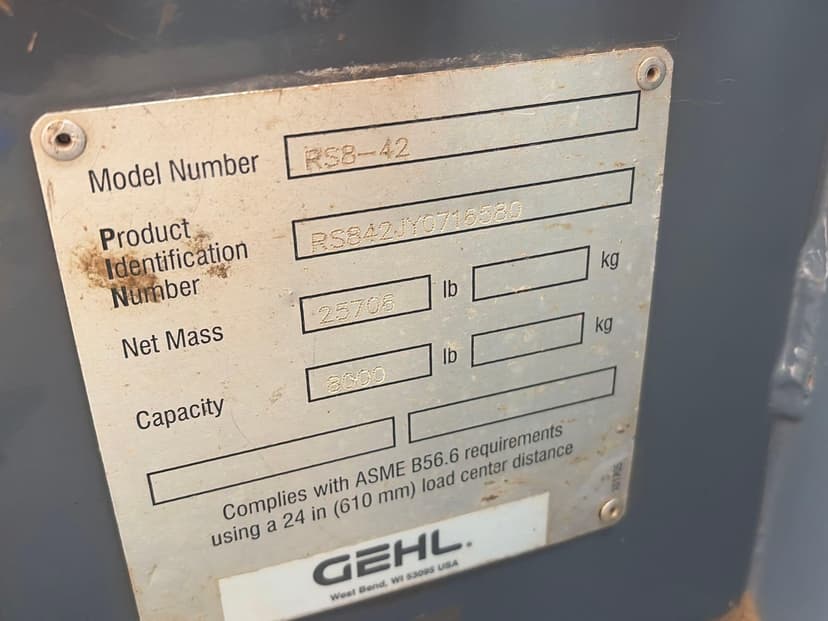 Model Number RS8-42
Product
Identification
Number RS842JY0716580
Net Mass 25708 lb kg
Capacity 8000 lb kg
Complies with ASME B56.6 requirements
using a 24 in (610 mm) load center distance
GEHL.
West Bend, WI 53095 USA